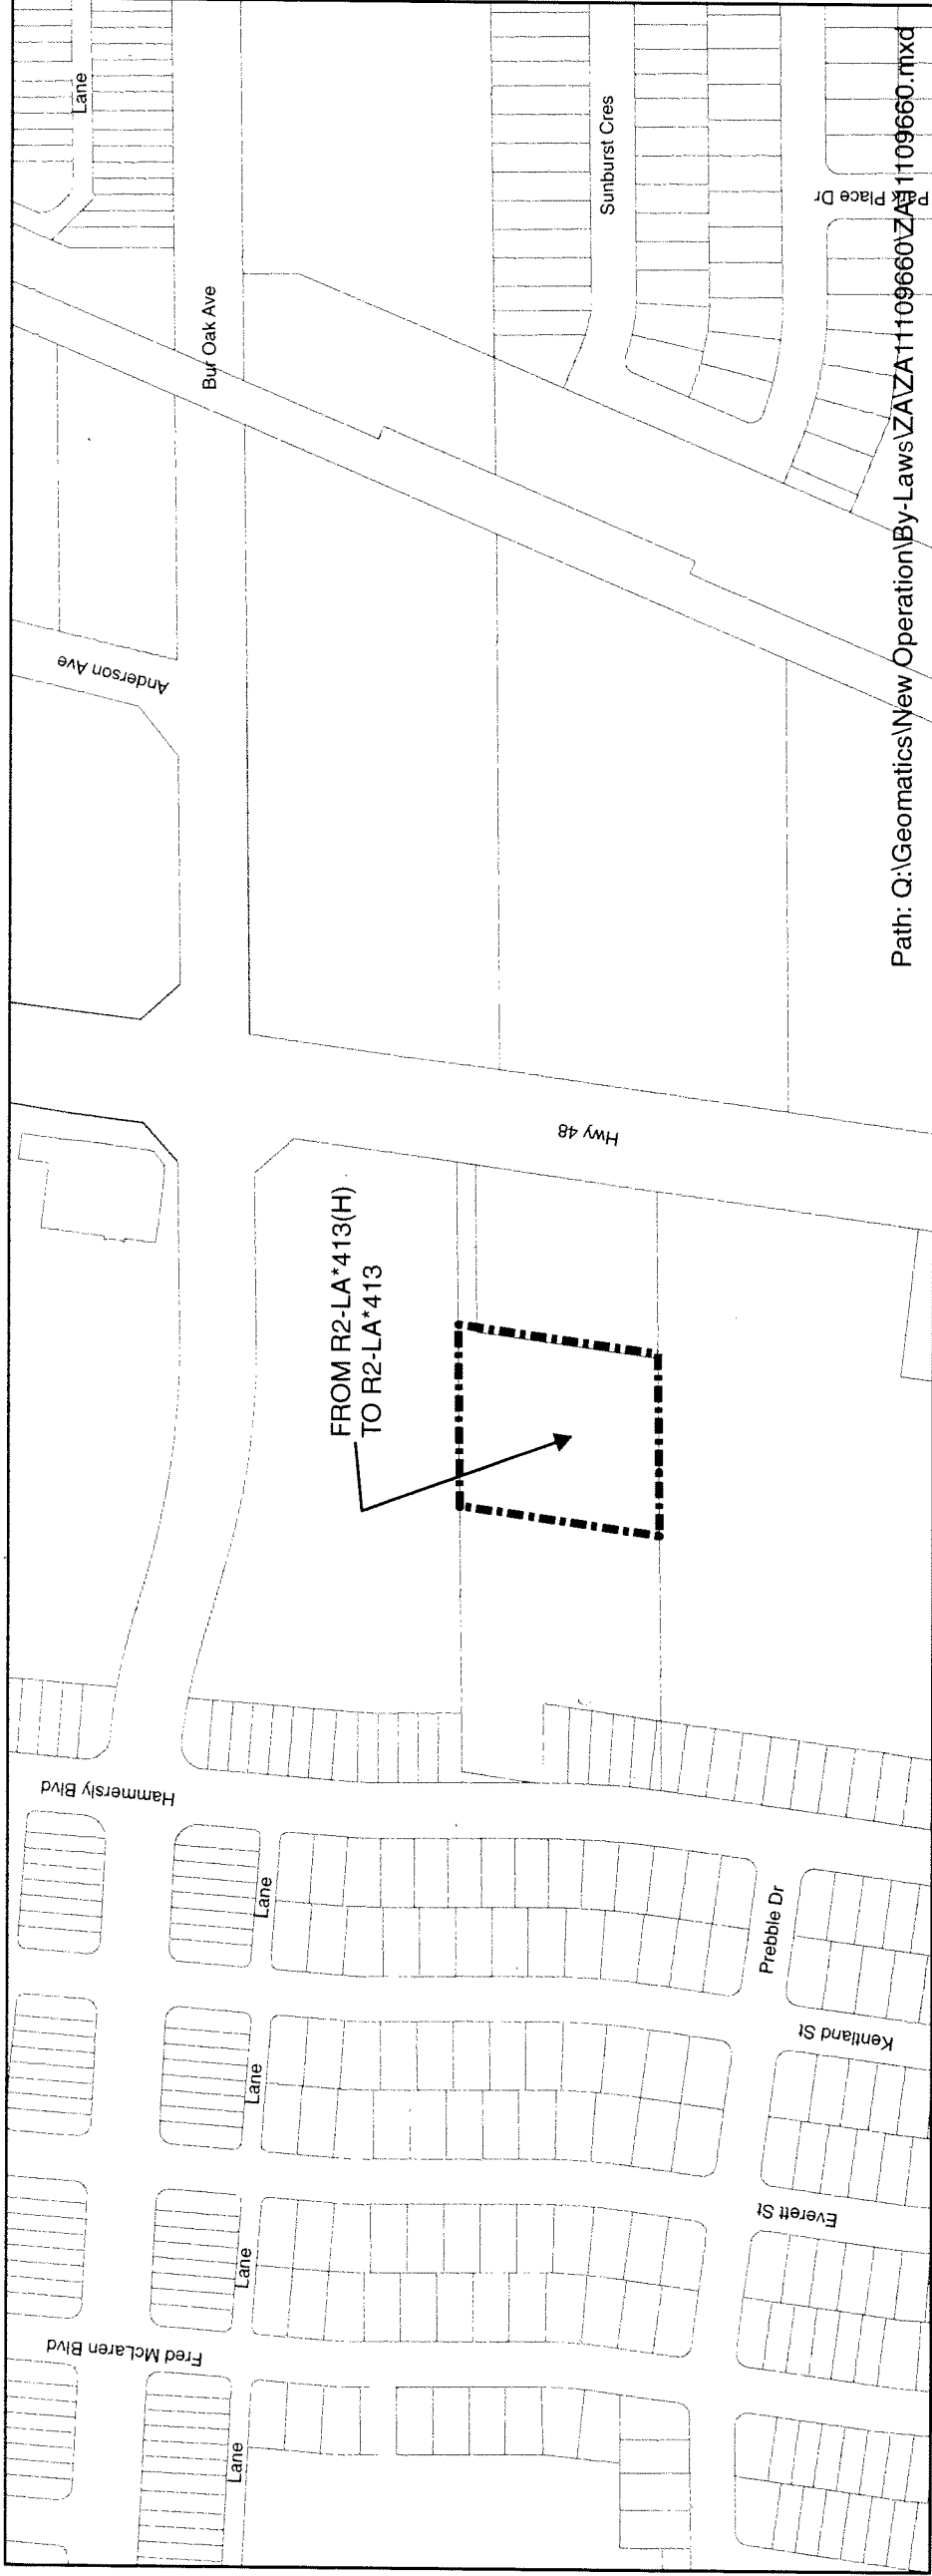 Lane
Bur Oak Ave
Sunburst Cres
Park Place Dr
Anderson Ave
Hwy 48
FROM R2-LA*413(H)
TO R2-LA*413
Hammersly Blvd
Lane
Prebble Dr
Kentland St
Lane
Everett St
Lane
Fred McLaren Blvd
Lane
Path: Q:\Geomatics\New Operation\By-Laws\ZA\ZA11109660\ZA11109660.mxd